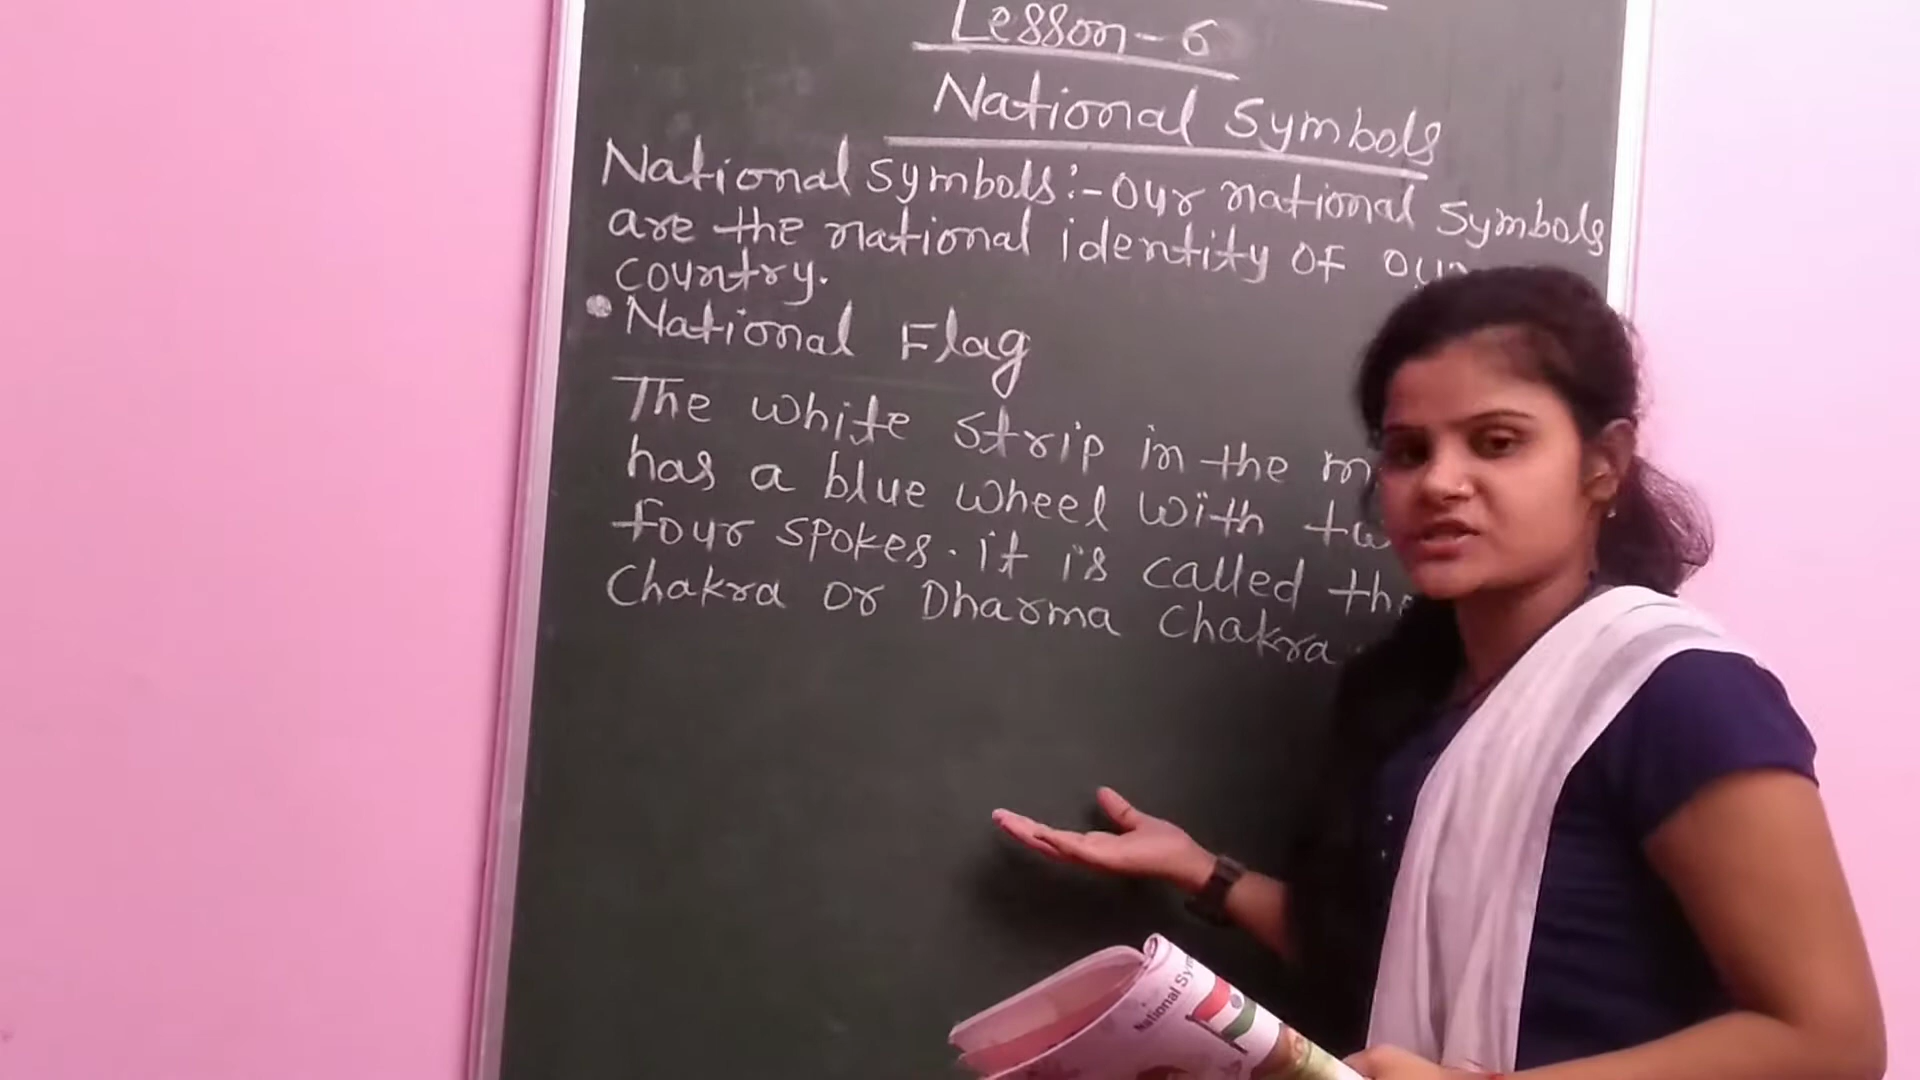 Lesson-6
National Symbols
National Symbols:-Our national Symbols
are the national identity of our
country.
• National Flag
The white Strip in the
has a blue wheel with
four spokes. it is called the
Chakra or Dharma Chakra.
National